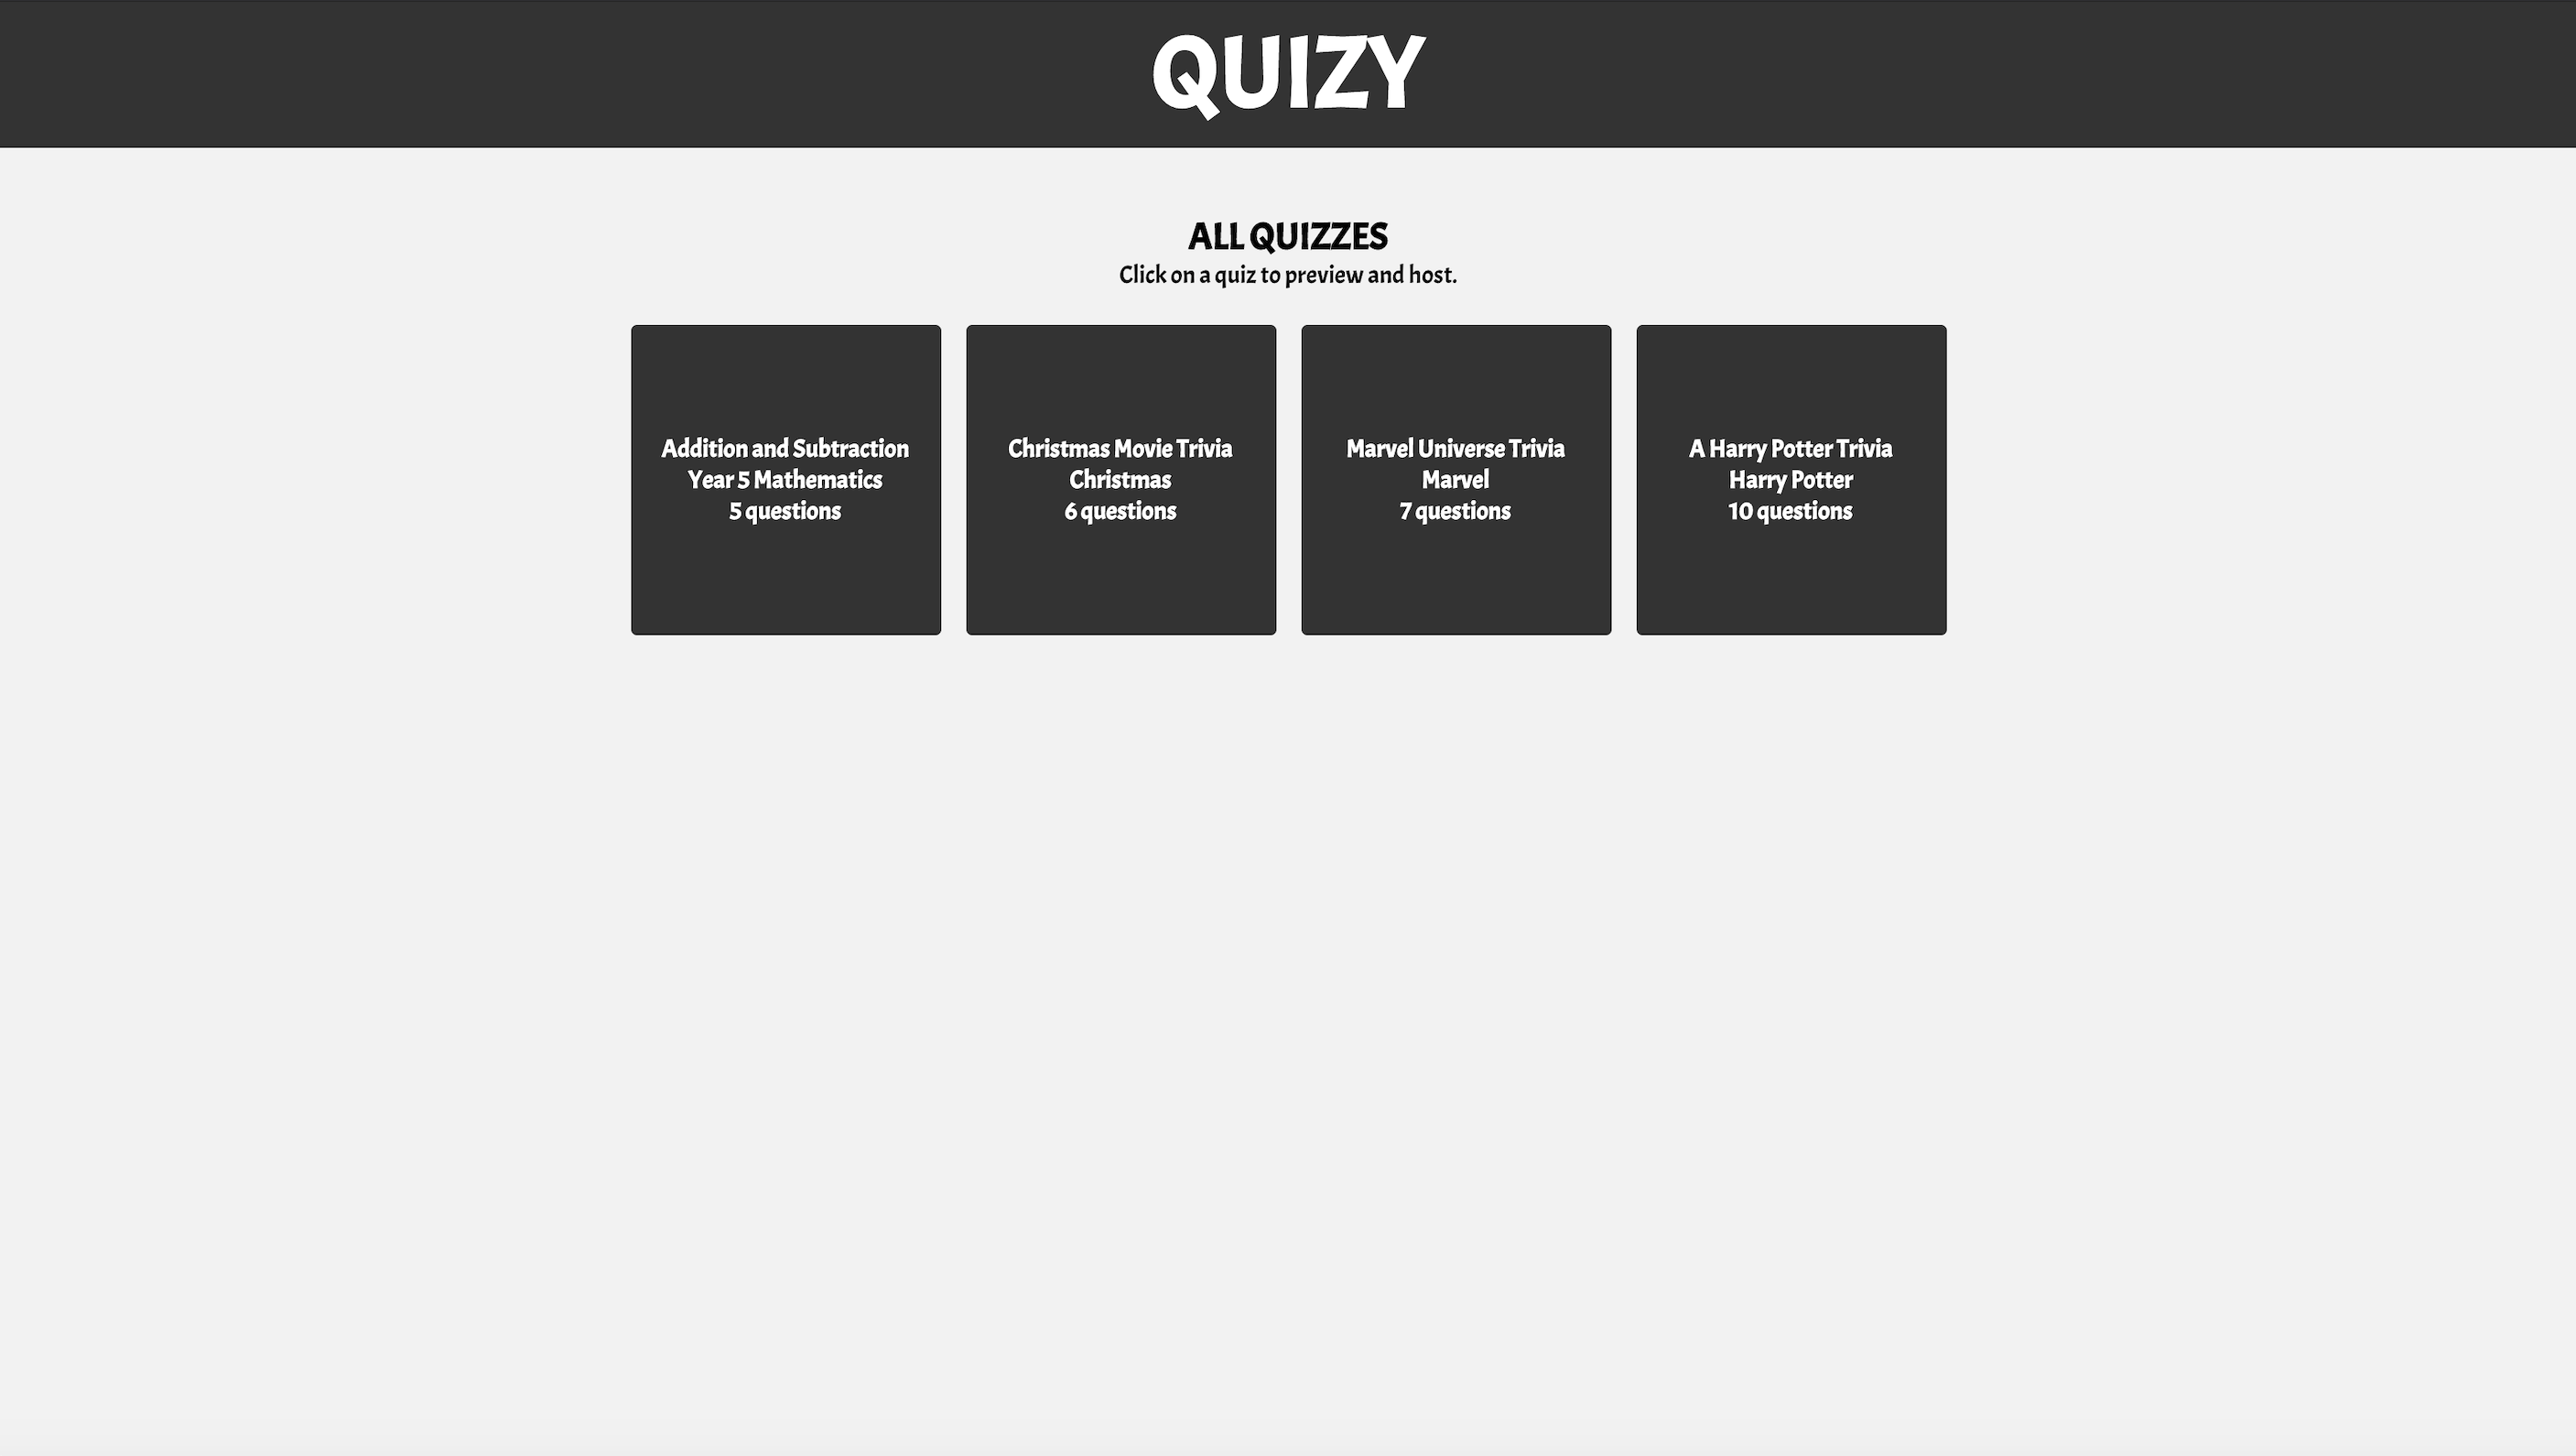 QUIZY
ALL QUIZZES
Click on a quiz to preview and host.
Addition and Subtraction
Year 5 Mathematics
5 questions
Christmas Movie Trivia
Christmas
6 questions
Marvel Universe Trivia
Marvel
7 questions
A Harry Potter Trivia
Harry Potter
10 questions